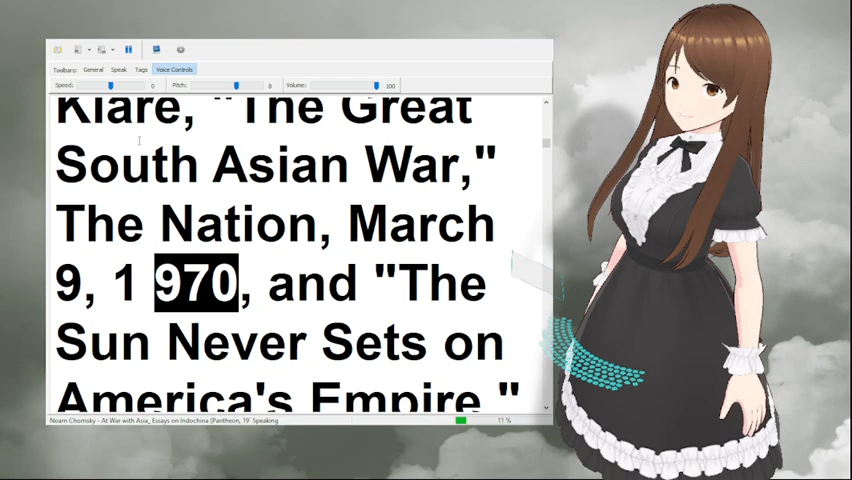 Toolbars: General Speak Tags Voice Controls
Speed: 0 Pitch: 8 Volume: 100
Klare, "The Great
South Asian War,"
The Nation, March
9, 1 970, and "The
Sun Never Sets on
America's Empire,"
Noam Chomsky - At War with Asia_ Essays on Indochina (Pantheon, 19 Speaking 11 %